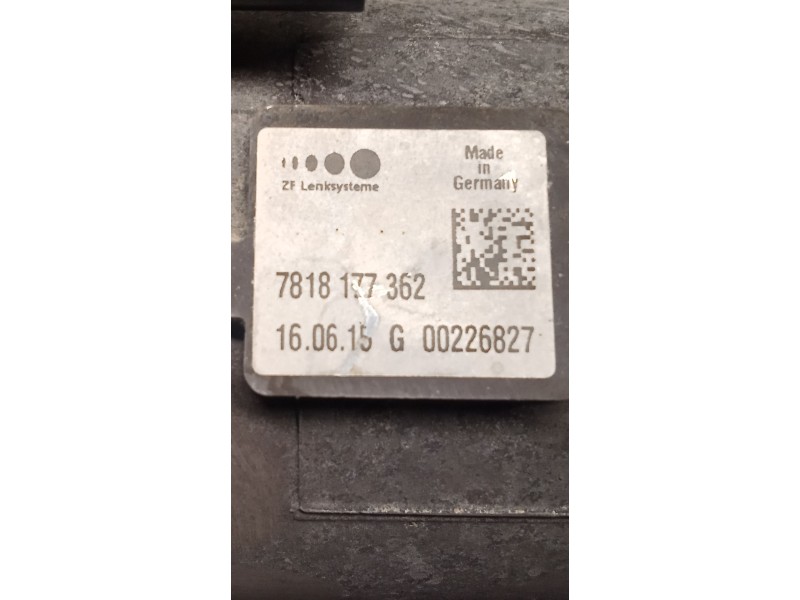 ZF Lenksysteme
Made
in
Germany
7818 177 362
16.06.15 G 00226827